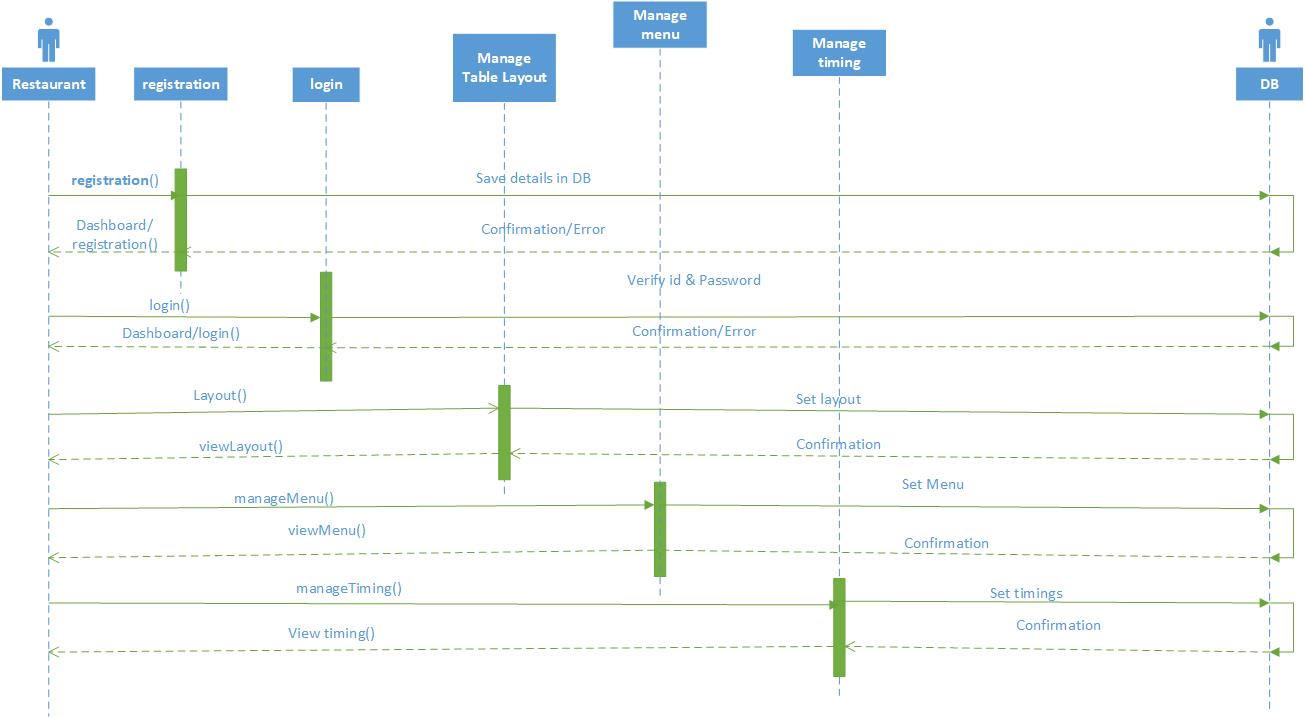 Manage
menu
Manage
timing
Manage
Table Layout
Restaurant
registration
login
DB
registration()
Save details in DB
Dashboard/
registration()
Confirmation/Error
Verify id & Password
login()
Dashboard/login()
Confirmation/Error
Layout()
Set layout
viewLayout()
Confirmation
manageMenu()
Set Menu
viewMenu()
Confirmation
manageTiming()
Set timings
View timing()
Confirmation